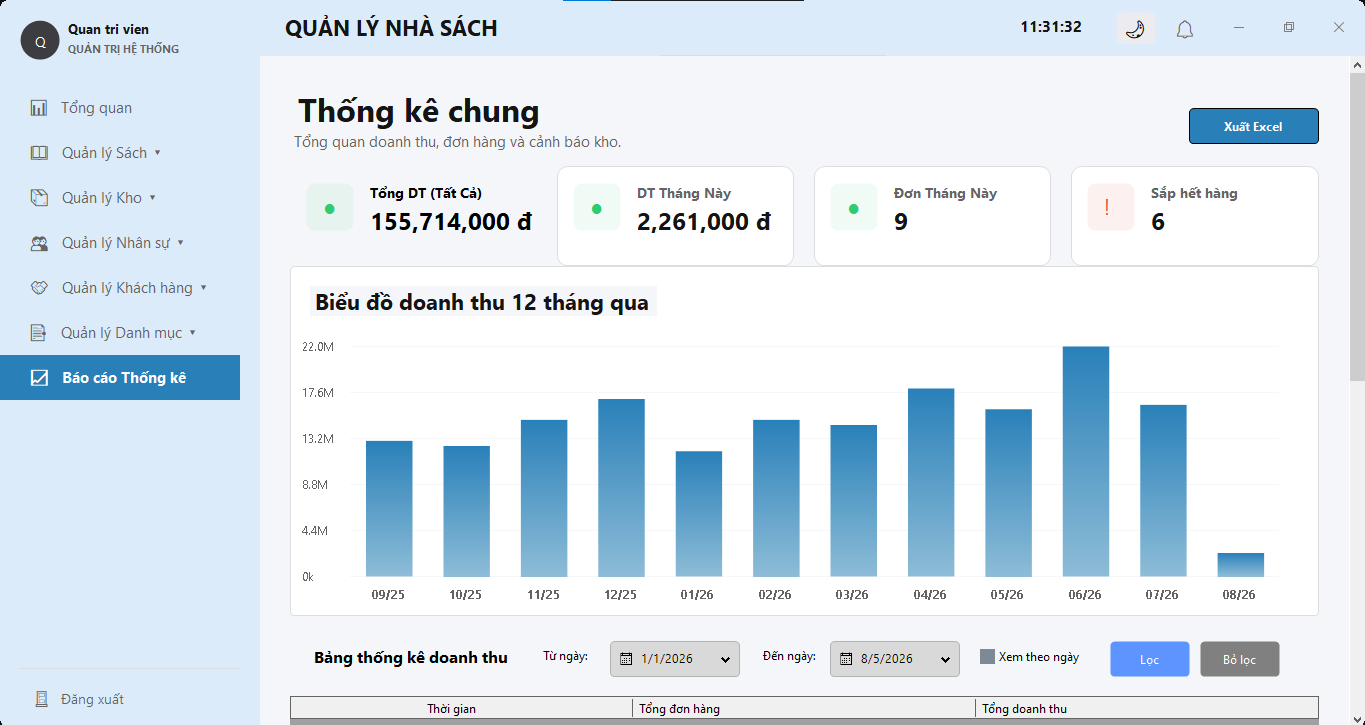 Q
Quan tri vien
QUẢN TRỊ HỆ THỐNG
QUẢN LÝ NHÀ SÁCH
11:31:32
Tổng quan
Quản lý Sách
Quản lý Kho
Quản lý Nhân sự
Quản lý Khách hàng
Quản lý Danh mục
Báo cáo Thống kê
Đăng xuất
Thống kê chung
Tổng quan doanh thu, đơn hàng và cảnh báo kho.
Xuất Excel
Tổng DT (Tất Cả)
155,714,000 đ
DT Tháng Này
2,261,000 đ
Đơn Tháng Này
9
!
Sắp hết hàng
6
Biểu đồ doanh thu 12 tháng qua
22.0M
17.6M
13.2M
8.8M
4.4M
0k
09/25 10/25 11/25 12/25 01/26 02/26 03/26 04/26 05/26 06/26 07/26 08/26
Bảng thống kê doanh thu Từ ngày: 1/1/2026 Đến ngày: 8/5/2026 Xem theo ngày Lọc Bỏ lọc
Thời gian Tổng đơn hàng Tổng doanh thu